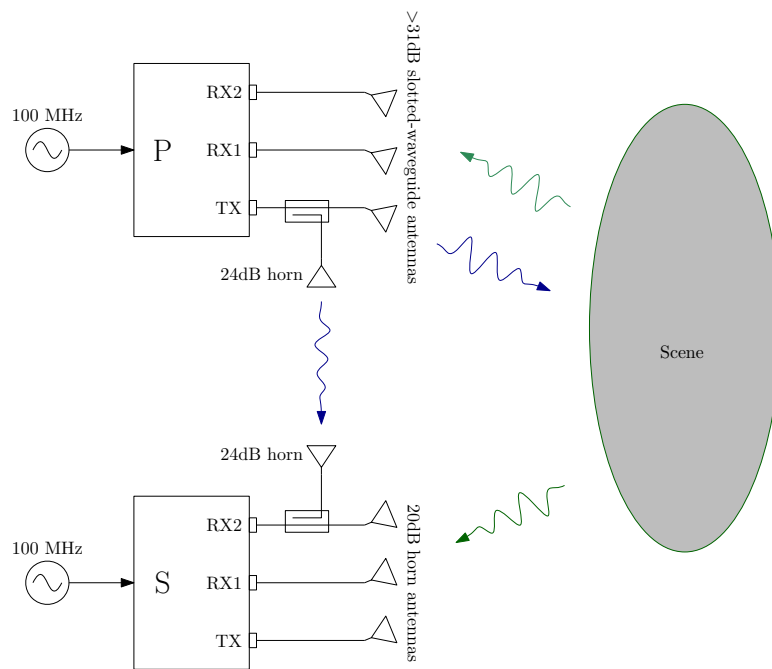 >31dB slotted-waveguide antennas
RX2
100 MHz
P
RX1
TX
24dB horn
Scene
24dB horn
20dB horn antennas
RX2
100 MHz
S
RX1
TX